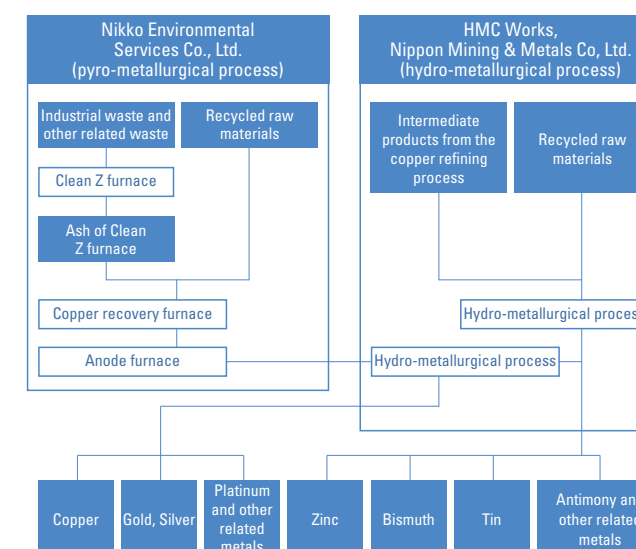 Nikko Environmental
Services Co., Ltd.
(pyro-metallurgical process)
HMC Works,
Nippon Mining & Metals Co, Ltd.
(hydro-metallurgical process)
Industrial waste and
other related waste
Recycled raw
materials
Clean Z furnace
Ash of Clean
Z furnace
Copper recovery furnace
Anode furnace
Intermediate
products from the
copper refining
process
Recycled raw
materials
Hydro-metallurgical proces
Hydro-metallurgical process
Copper
Gold, Silver
Platinum
and other
related
metals
Zinc
Bismuth
Tin
Antimony an
other related
metals